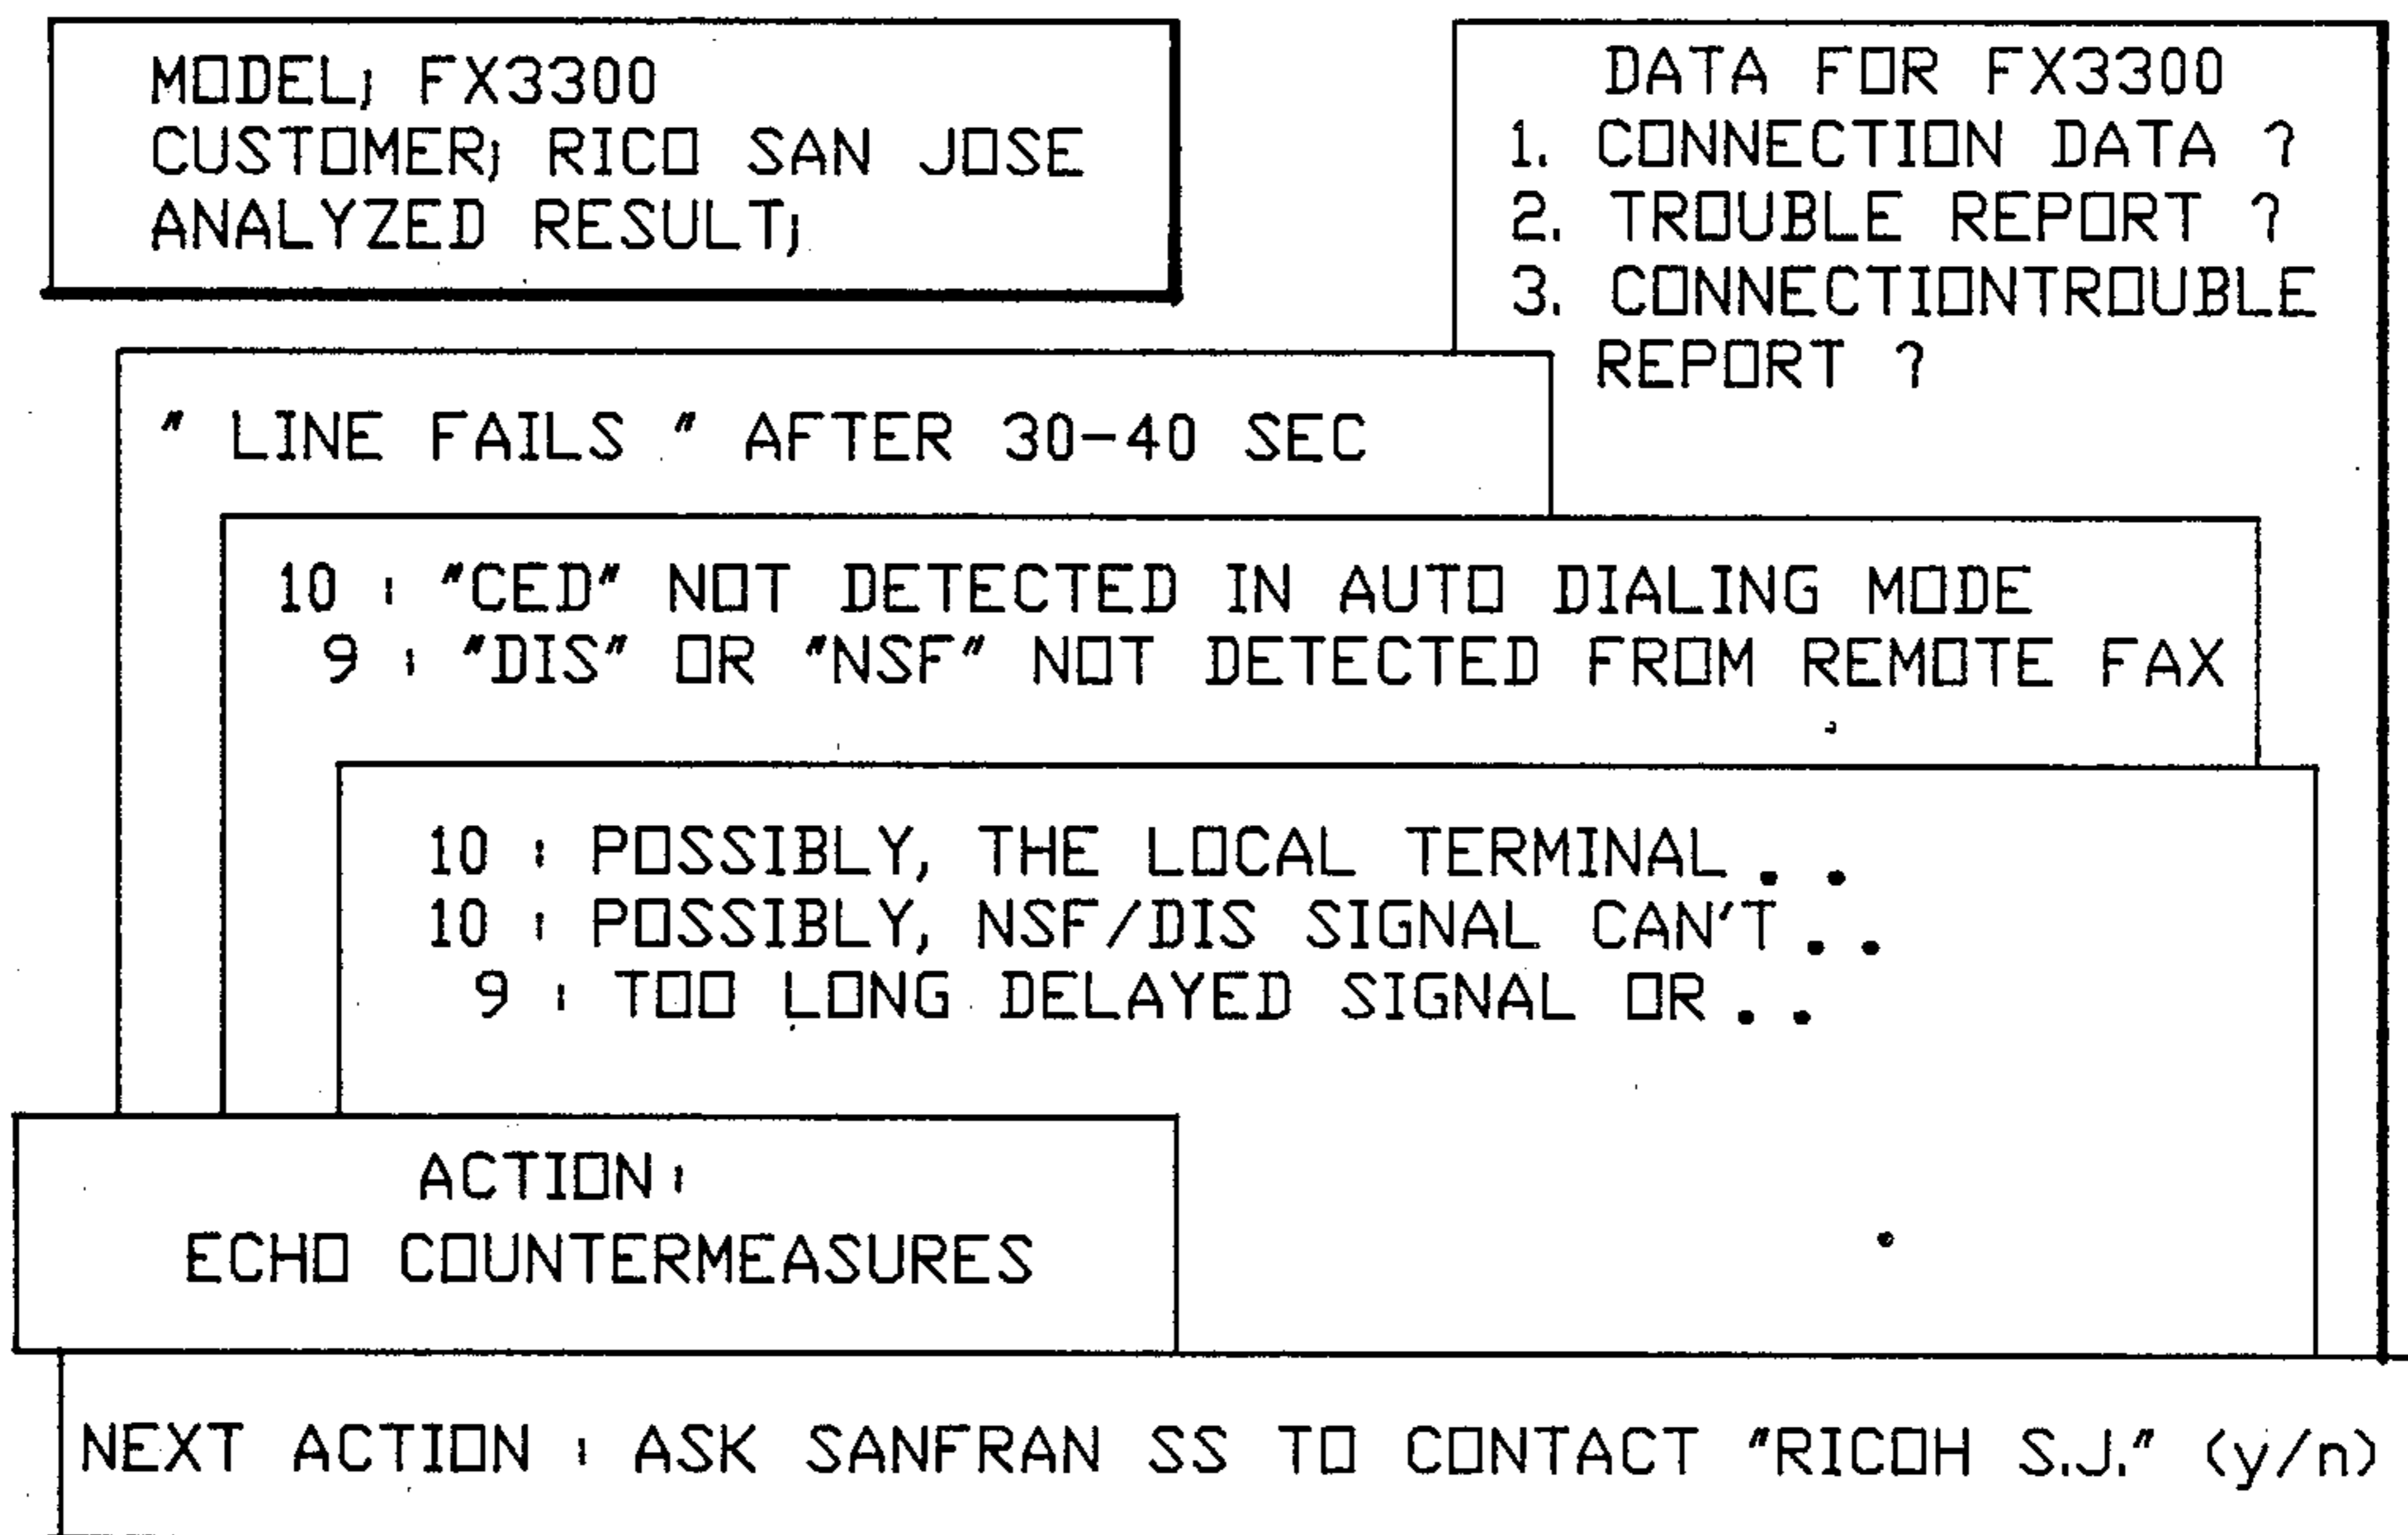 MODEL; FX3300
CUSTOMER; RICO SAN JOSE
ANALYZED RESULT;
DATA FOR FX3300
1. CONNECTION DATA ?
2. TROUBLE REPORT ?
3. CONNECTIONTROUBLE
REPORT ?
" LINE FAILS " AFTER 30-40 SEC
10 : "CED" NOT DETECTED IN AUTO DIALING MODE
9 : "DIS" OR "NSF" NOT DETECTED FROM REMOTE FAX
10 : POSSIBLY, THE LOCAL TERMINAL..
10 : POSSIBLY, NSF/DIS SIGNAL CAN'T..
9 : TOO LONG DELAYED SIGNAL OR..
ACTION:
ECHO COUNTERMEASURES
NEXT ACTION : ASK SANFRAN SS TO CONTACT "RICOH S.J." (y/n)